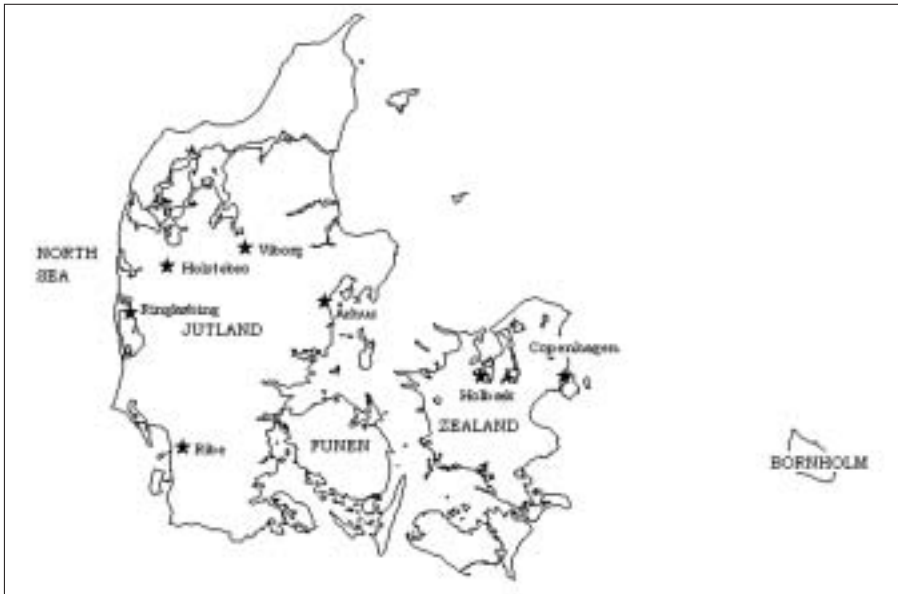 NORTH
SEA
Viborg
Holstebro
Ringkøbing
JUTLAND
Århus
Copenhagen
Holbæk
ZEALAND
FUNEN
Ribe
BORNHOLM